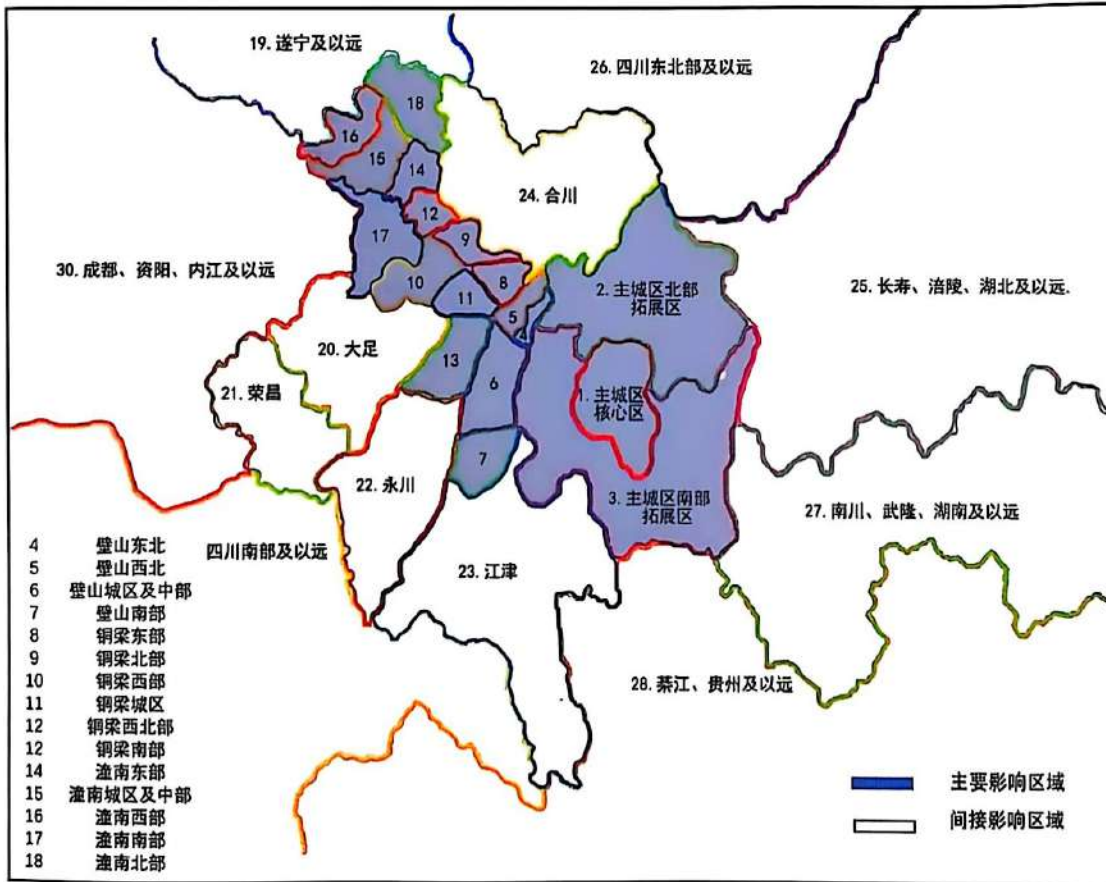 19. 遂宁及以远
26. 四川东北部及以远
18
16
15
14
24. 合川
12
17
9
30. 成都、资阳、内江及以远
10
8
11
2. 主城区北部
拓展区
25. 长寿、涪陵、湖北及以远.
5
4
20. 大足
13
6
21. 荣昌
1. 主城区
核心区
7
22. 永川
3. 主城区南部
拓展区
27. 南川、武隆、湖南及以远
四川南部及以远
23. 江津
28. 綦江、贵州及以远
4 璧山东北
5 璧山西北
6 璧山城区及中部
7 璧山南部
8 铜梁东部
9 铜梁北部
10 铜梁西部
11 铜梁城区
12 铜梁西北部
12 铜梁南部
14 潼南东部
15 潼南城区及中部
16 潼南西部
17 潼南南部
18 潼南北部
主要影响区域
间接影响区域